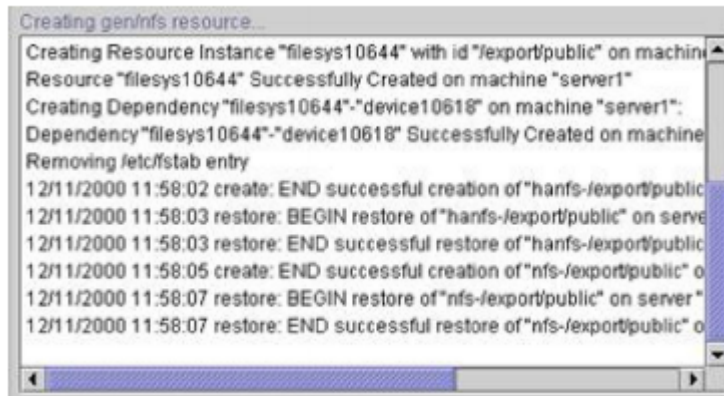 Creating gen/nfs resource...
Creating Resource Instance "filesys10644" with id "/export/public" on machin
Resource "filesys10644" Successfully Created on machine "server1"
Creating Dependency "filesys10644"-"device10618" on machine "server1":
Dependency "filesys10644"-"device10618" Successfully Created on machine
Removing /etc/fstab entry
12/11/2000 11:58:02 create: END successful creation of "hanfs-/export/public
12/11/2000 11:58:03 restore: BEGIN restore of "hanfs-/export/public" on serve
12/11/2000 11:58:03 restore: END successful restore of "hanfs-/export/public
12/11/2000 11:58:05 create: END successful creation of "nfs-/export/public" o
12/11/2000 11:58:07 restore: BEGIN restore of "nfs-/export/public" on server "
12/11/2000 11:58:07 restore: END successful restore of "nfs-/export/public" o